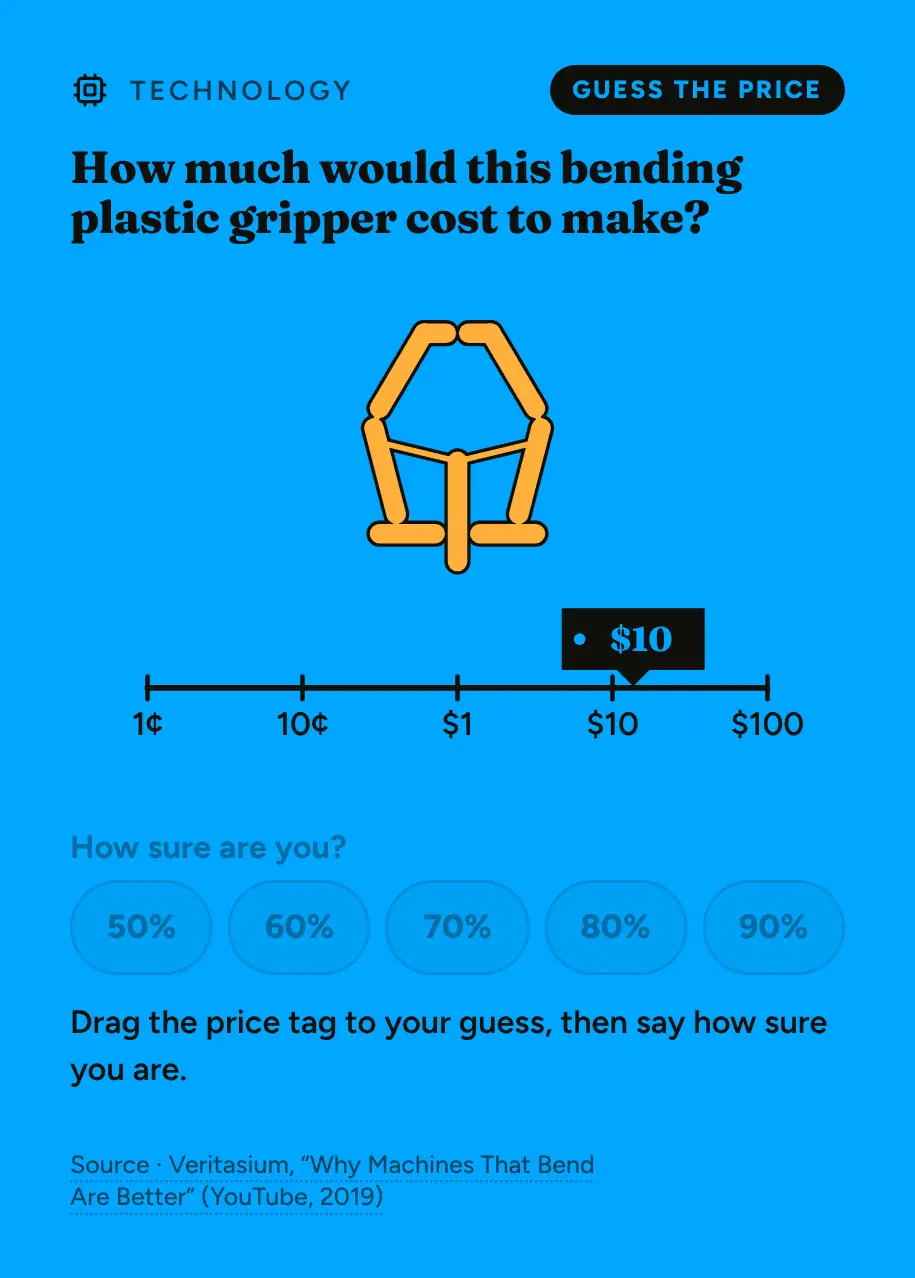 TECHNOLOGY
GUESS THE PRICE
How much would this bending
plastic gripper cost to make?
$10
1¢ 10¢ $1 $10 $100
How sure are you?
50% 60% 70% 80% 90%
Drag the price tag to your guess, then say how sure
you are.
Source · Veritasium, “Why Machines That Bend
Are Better” (YouTube, 2019)